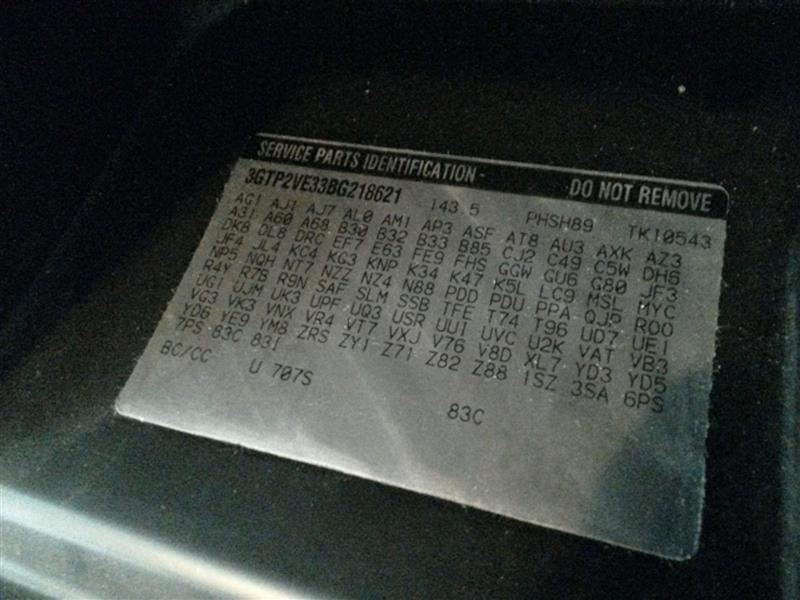 SERVICE PARTS IDENTIFICATION - DO NOT REMOVE
3GTP2VE33BG218621 143.5 PHSH89 TK10543
AG1 AJ1 AJ7 AL0 AM1 AP3 ASF AT8 AU3 AXK AZ3
A31 A60 A68 B30 B32 B33 B85 CJ2 C49 C5W DH6
DK8 DL8 DRC EF7 E63 FE9 FHS GGW GU6 G80 JF3
JF4 JL4 KC4 KG3 KNP K34 K47 K5L LC9 MSL MYC
NP5 NQH NT7 NZZ NZ4 N88 PDD PDU PPA QJ5 R00
R4Y R7B R9N SAF SLM SSB TFE T74 T96 UD7 UE1
UG1 UJM UK3 UPF UQ3 USR UU1 UVC U2K VAT VB3
VG3 VK3 VNX VR4 VT7 VXJ V76 V8D XL7 YD3 YD5
YD6 YE9 YM8 ZRS ZY1 Z71 Z82 Z88 1SZ 3SA 6PS
7PS 83C 83I
BC/CC U 707S 83C